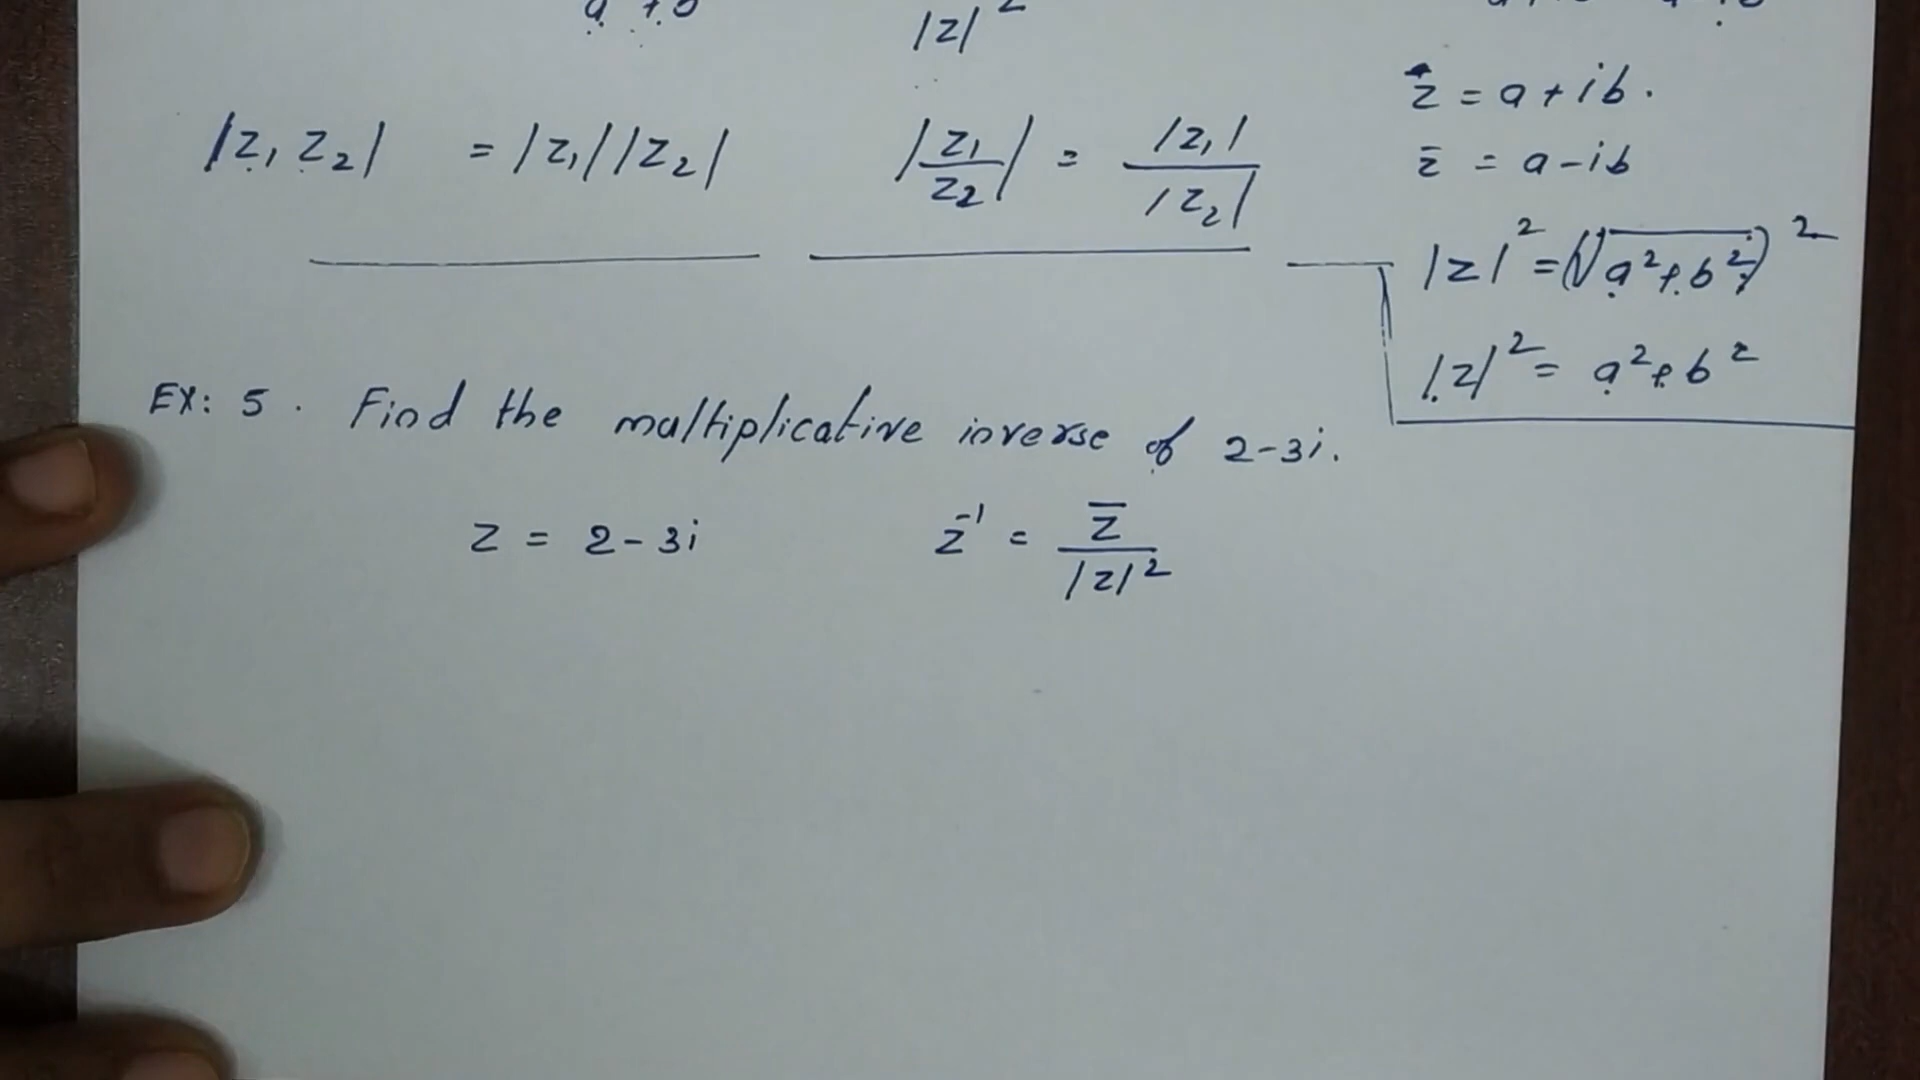 |z|²
|z₁ z₂| = |z₁||z₂|
|z₁/z₂| = |z₁|/|z₂|
z = a+ib.
z̄ = a-ib
|z|² = (√a²+b²)²
|z|² = a²+b²
EX: 5. Find the multiplicative inverse of 2-3i.
z = 2-3i
z⁻¹ = z̄/|z|²